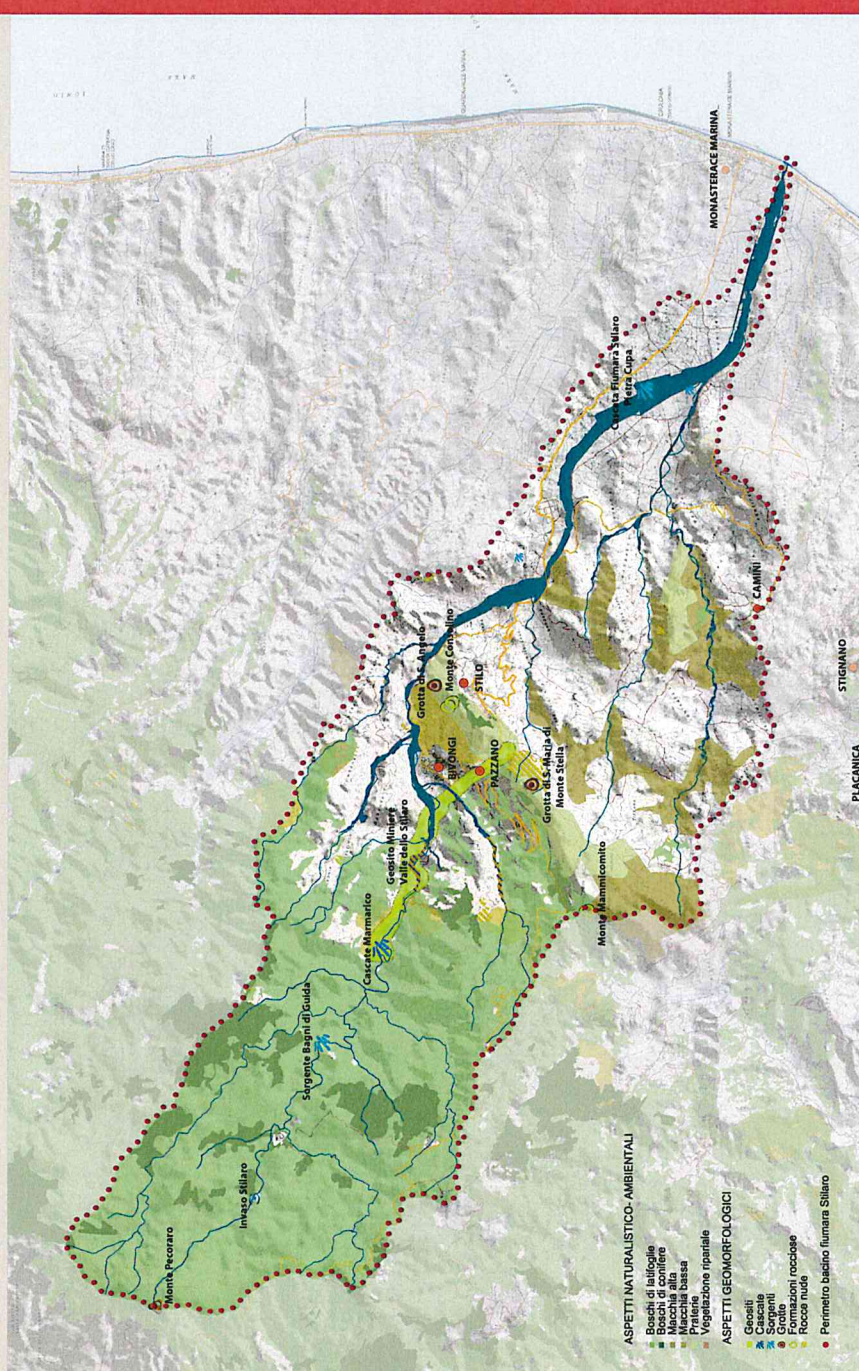 MONASTERACE MARINA
Cascata Fiumara Stilaro
Pietra Cupa
CAMINI
STIGNANO
PLACANICA
Grotta di S. Angelo
Monte Consolino
STILO
BIVONGI
PAZZANO
Grotta di S. Maria di
Monte Stella
Geosito Miniere
Valle dello Stilaro
Monte Mammicomito
Cascate Marmarico
Sorgente Bagni di Guida
Invaso Stilaro
Monte Pecoraro
ASPETTI NATURALISTICO- AMBIENTALI
Boschi di latifoglie
Boschi di conifere
Macchia alta
Macchia bassa
Praterie
Vegetazione ripariale
ASPETTI GEOMORFOLOGICI
Geositi
Cascate
Sorgenti
Grotte
Formazioni rocciose
Rocce nude
Perimetro bacino fiumara Stilaro